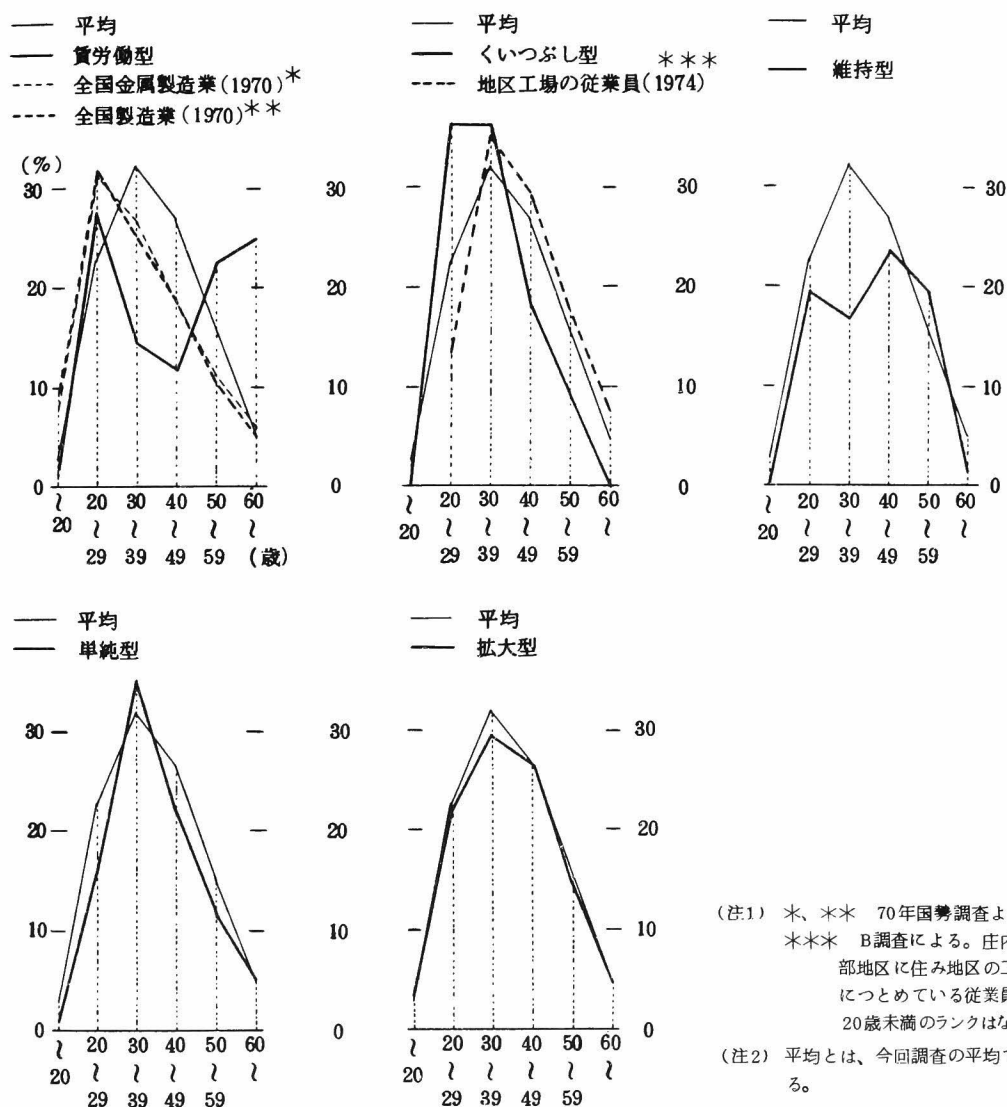 平均
賃労働型
全国金属製造業(1970)*
全国製造業(1970)**
平均
くいつぶし型 ***
地区工場の従業員(1974)
平均
維持型
(%)
30
20
10
0
~20
20~29
30~39
40~49
50~59
60~
(歳)
30
20
10
0
~20
20~29
30~39
40~49
50~59
60~
30
20
10
0
30
20
10
0
~20
20~29
30~39
40~49
50~59
60~
平均
単純型
平均
拡大型
30
20
10
0
~20
20~29
30~39
40~49
50~59
60~
30
20
10
0
30
20
10
0
~20
20~29
30~39
40~49
50~59
60~
(注1) *、** 70年国勢調査よ
*** B調査による。庄内
部地区に住み地区の工
につとめている従業員
20歳未満のランクはな
(注2) 平均とは、今回調査の平均で
る。